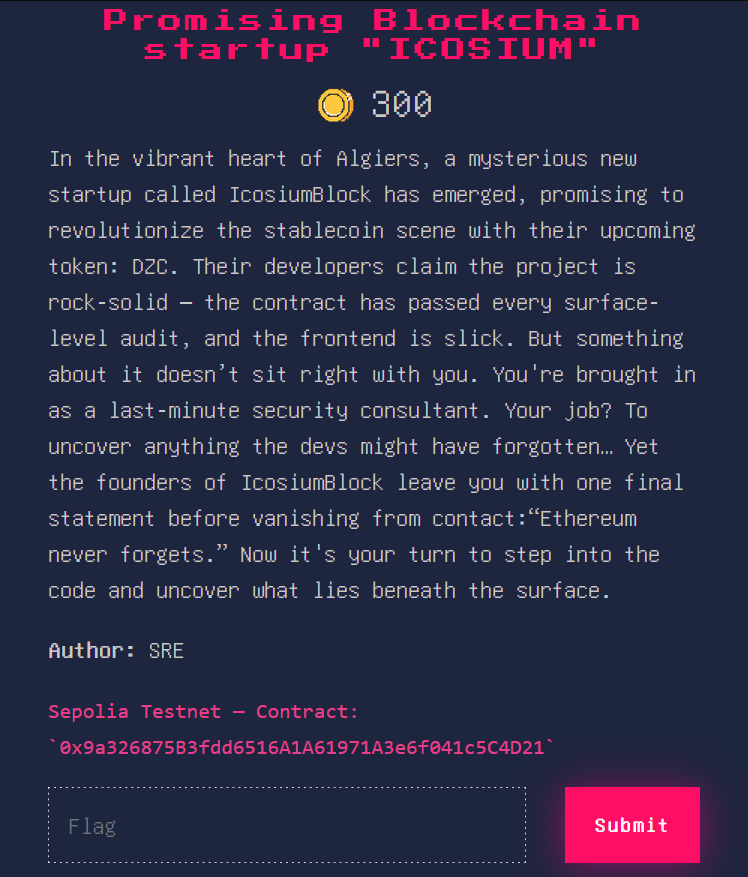 Promising Blockchain
startup "ICOSIUM"
300
In the vibrant heart of Algiers, a mysterious new
startup called IcosiumBlock has emerged, promising to
revolutionize the stablecoin scene with their upcoming
token: DZC. Their developers claim the project is
rock-solid — the contract has passed every surface-
level audit, and the frontend is slick. But something
about it doesn’t sit right with you. You're brought in
as a last-minute security consultant. Your job? To
uncover anything the devs might have forgotten… Yet
the founders of IcosiumBlock leave you with one final
statement before vanishing from contact:“Ethereum
never forgets.” Now it's your turn to step into the
code and uncover what lies beneath the surface.
Author: SRE
Sepolia Testnet — Contract:
`0x9a326875B3fdd6516A1A61971A3e6f041c5C4D21`
Flag
Submit